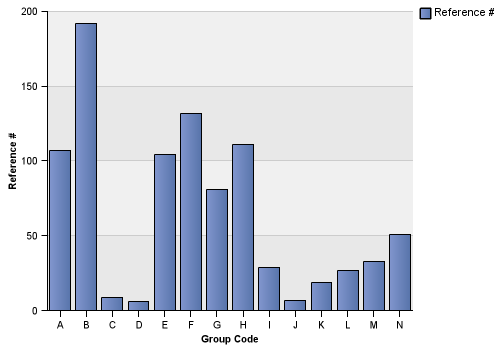 200
150
100
50
0
Reference #
A B C D E F G H I J K L M N
Group Code
Reference #